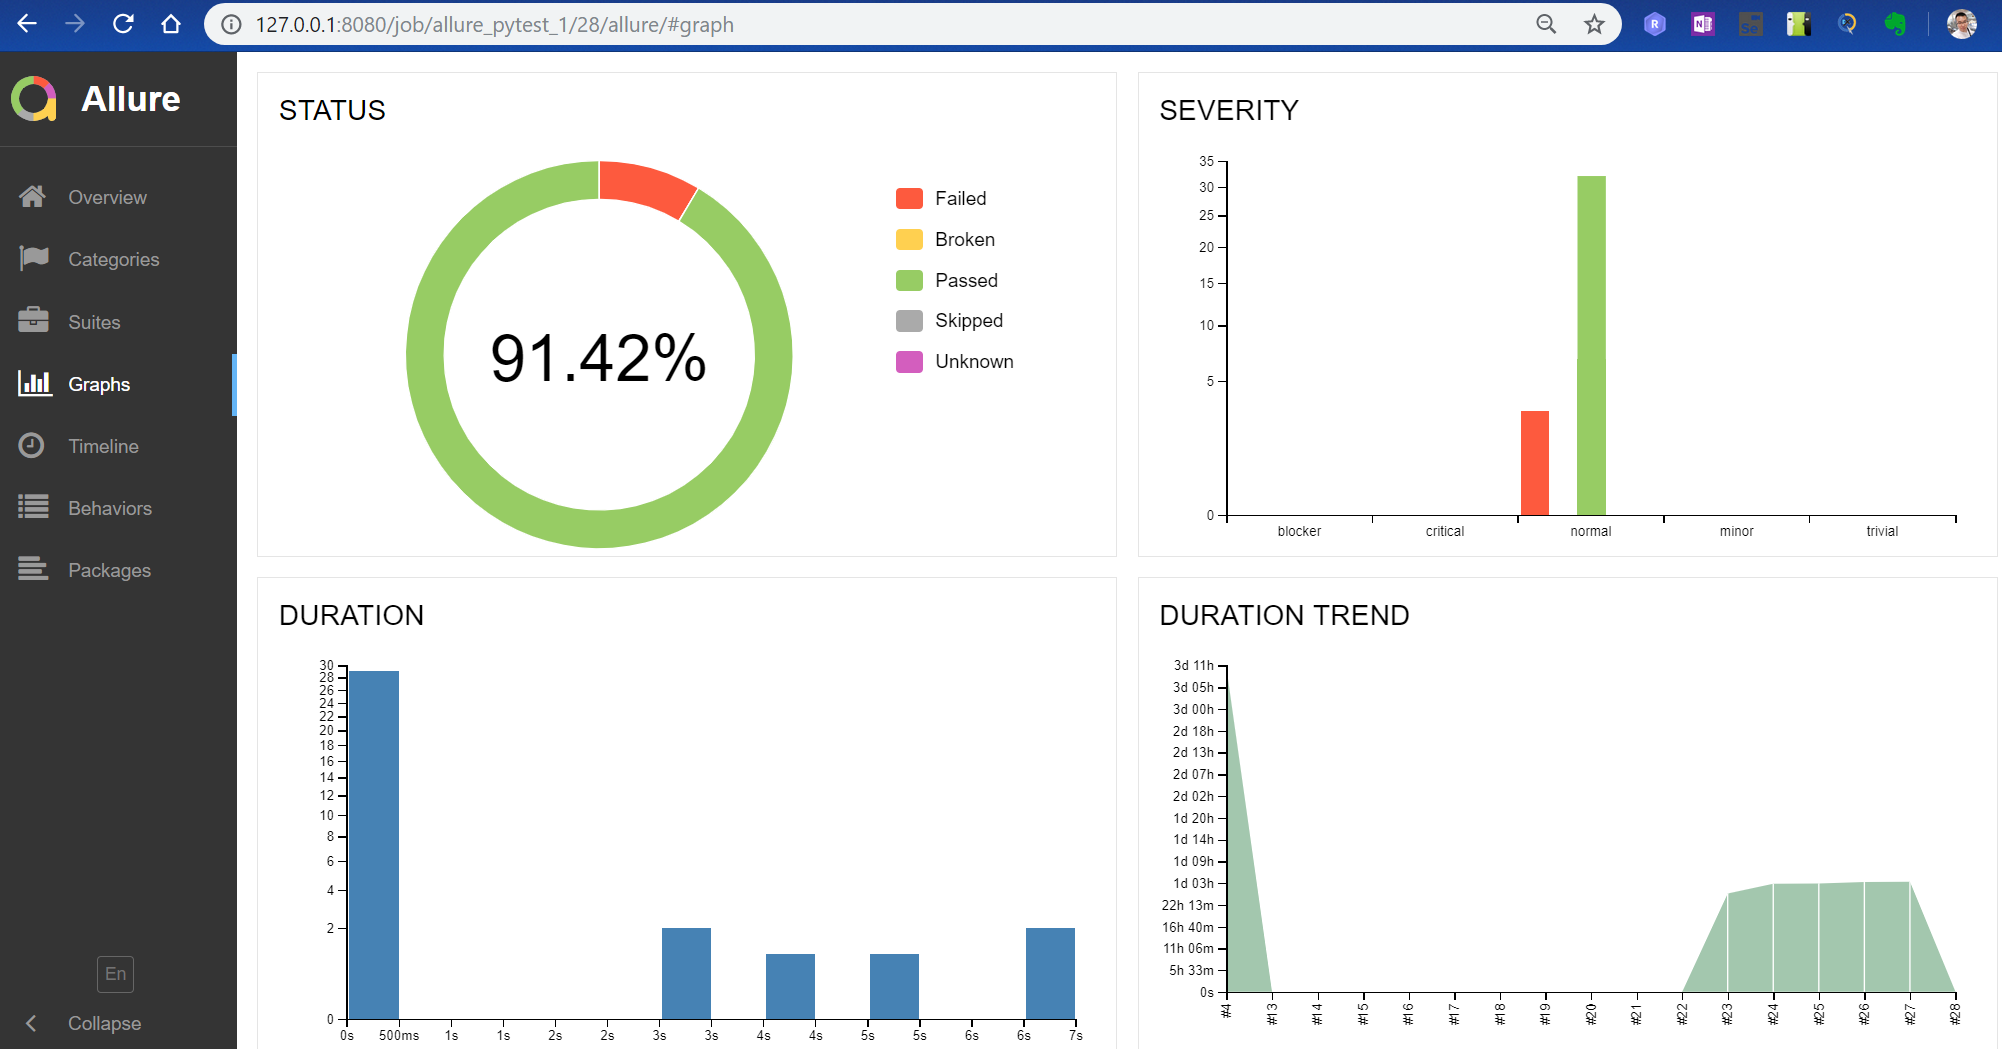 127.0.0.1:8080/job/allure_pytest_1/28/allure/#graph
Allure
Overview
Categories
Suites
Graphs
Timeline
Behaviors
Packages
En
Collapse
STATUS
91.42%
Failed
Broken
Passed
Skipped
Unknown
SEVERITY
35
30
25
20
15
10
5
0
blocker critical normal minor trivial
DURATION
30
28
26
24
22
20
18
16
14
12
10
8
6
4
2
0
0s 500ms 1s 1s 2s 2s 3s 3s 4s 4s 5s 5s 6s 6s 7s
DURATION TREND
3d 11h
3d 05h
3d 00h
2d 18h
2d 13h
2d 07h
2d 02h
1d 20h
1d 14h
1d 09h
1d 03h
22h 13m
16h 40m
11h 06m
5h 33m
0s
#4 #13 #14 #15 #16 #17 #18 #19 #20 #21 #22 #23 #24 #25 #26 #27 #28